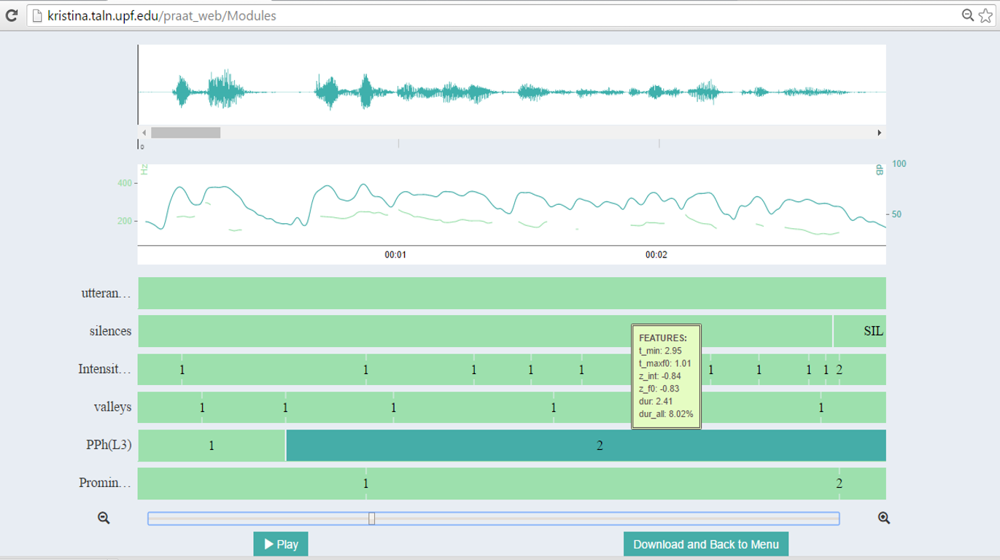 kristina.taln.upf.edu/praat_web/Modules
0
Hz
dB
100
400
200
50
00:01 00:02
utteran…
silences SIL
Intensit… 1 1 1 1 1 1 1 1 1 2
valleys 1 1 1 1 1
PPh(L3) 1 2
Promin… 1 2
FEATURES:
t_min: 2.95
t_maxf0: 1.01
z_int: -0.84
z_f0: -0.83
dur: 2.41
dur_all: 8.02%
Play
Download and Back to Menu